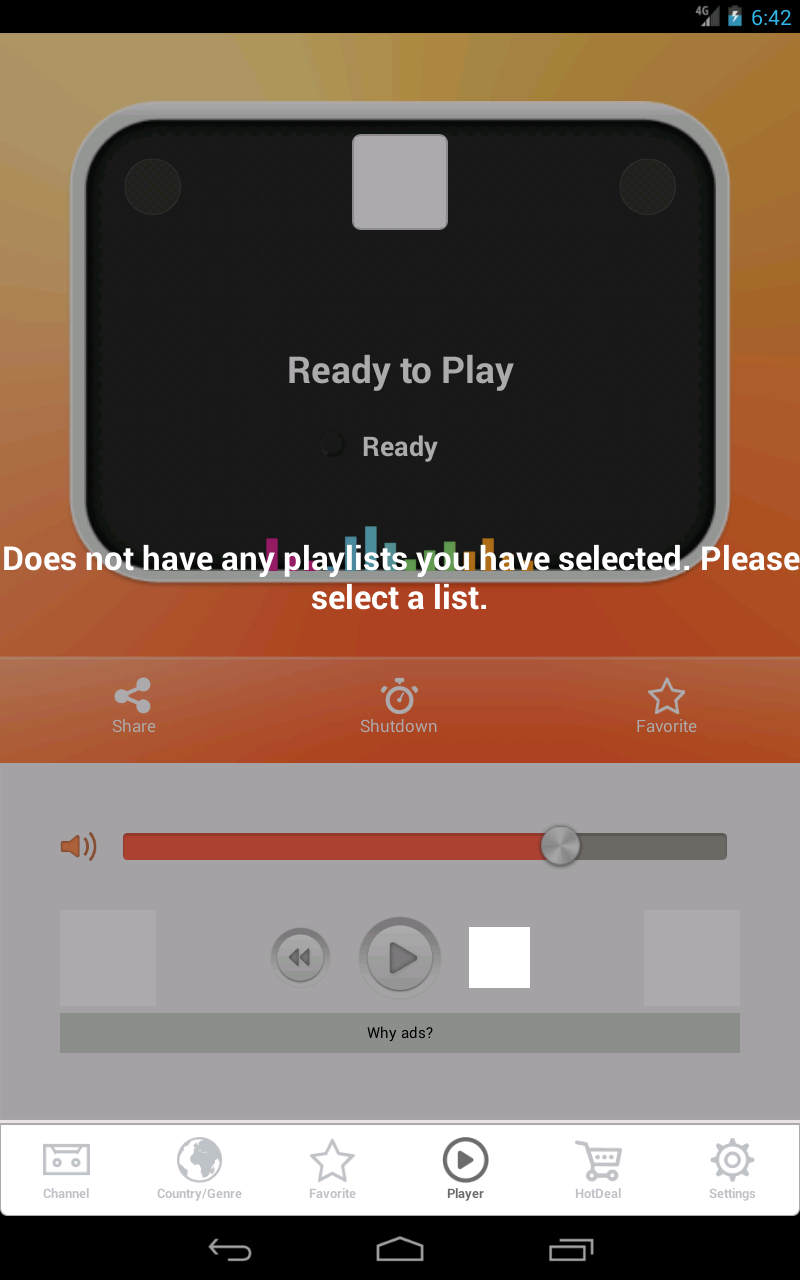 4G 6:42
Ready to Play
Ready
Does not have any playlists you have selected. Please
select a list.
Share Shutdown Favorite
Why ads?
Channel Country/Genre Favorite Player HotDeal Settings